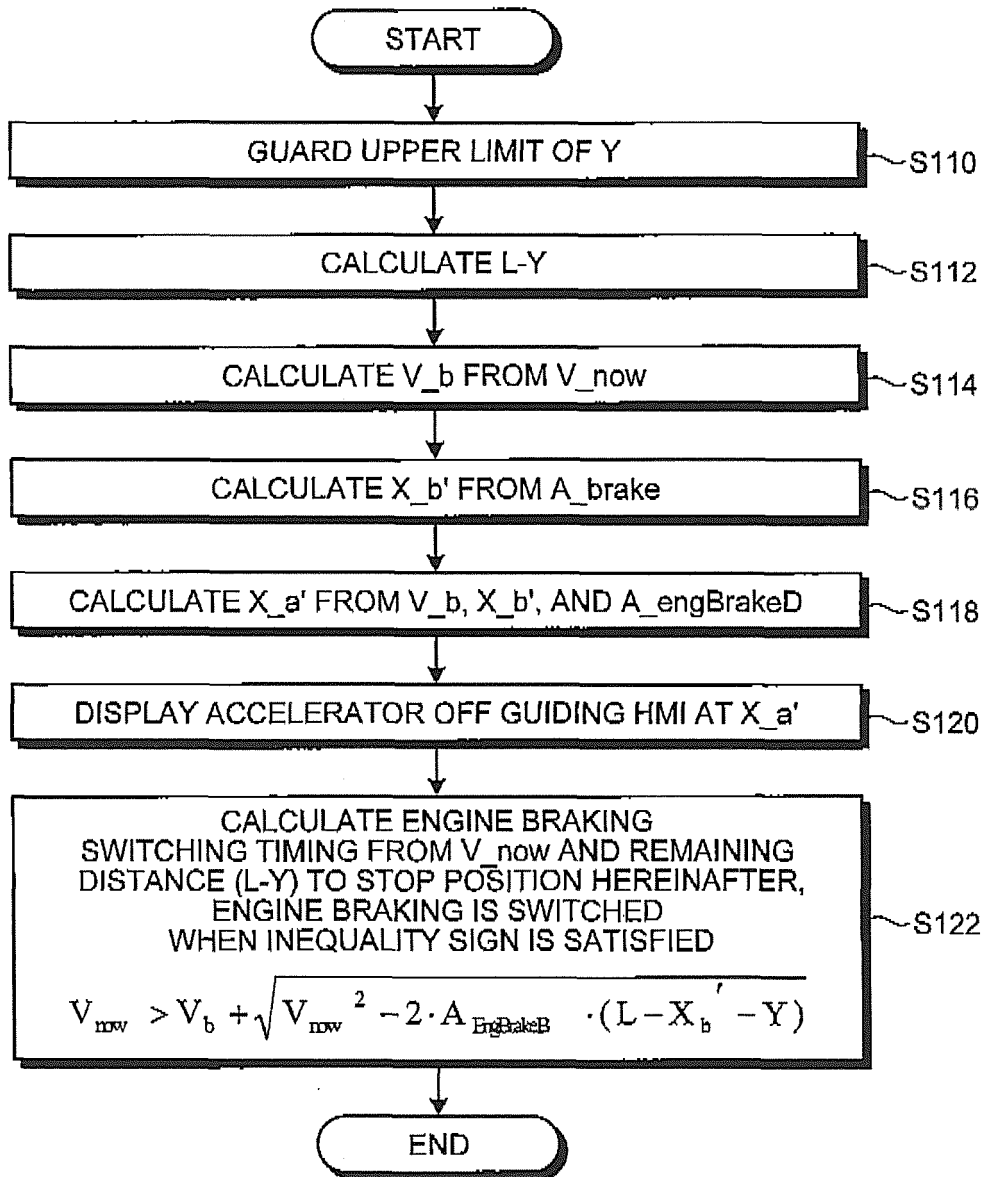 START
GUARD UPPER LIMIT OF Y
S110
CALCULATE L-Y
S112
CALCULATE V_b FROM V_now
S114
CALCULATE X_b' FROM A_brake
S116
CALCULATE X_a' FROM V_b, X_b', AND A_engBrakeD
S118
DISPLAY ACCELERATOR OFF GUIDING HMI AT X_a'
S120
CALCULATE ENGINE BRAKING
SWITCHING TIMING FROM V_now AND REMAINING
DISTANCE (L-Y) TO STOP POSITION HEREINAFTER,
ENGINE BRAKING IS SWITCHED
WHEN INEQUALITY SIGN IS SATISFIED
S122
V_now > V_b + √(V_now² − 2 · A_EngBrakeB · (L − X_b′ − Y))
END